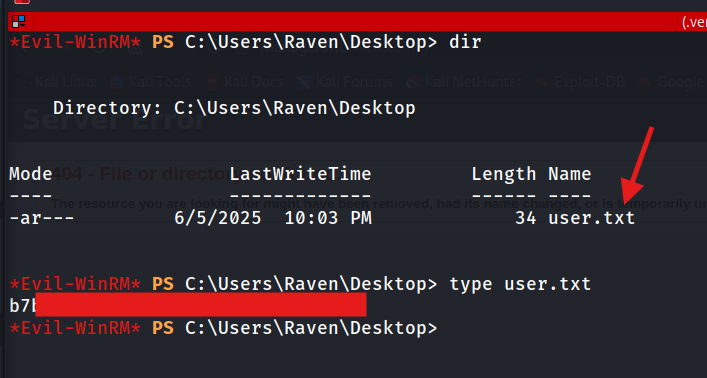 (.ver
*Evil-WinRM* PS C:\Users\Raven\Desktop> dir
Kali Linux Kali Tools Kali Docs Kali Forums Kali NetHunter Exploit-DB Google
Directory: C:\Users\Raven\Desktop
Server Error
Mode LastWriteTime Length Name
404 - File or director
---- ------------- ------ ----
The resource you are looking for might have been removed, had its name changed, or is temporarily u
-ar--- 6/5/2025 10:03 PM 34 user.txt
*Evil-WinRM* PS C:\Users\Raven\Desktop> type user.txt
b7
*Evil-WinRM* PS C:\Users\Raven\Desktop>